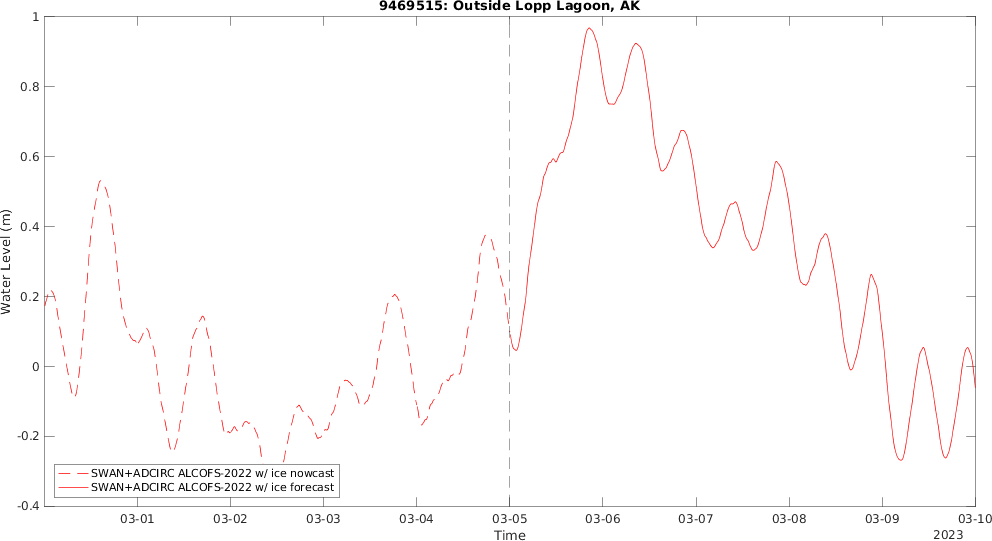 9469515: Outside Lopp Lagoon, AK
1
0.8
0.6
0.4
0.2
0
-0.2
-0.4
Water Level (m)
SWAN+ADCIRC ALCOFS-2022 w/ ice nowcast
SWAN+ADCIRC ALCOFS-2022 w/ ice forecast
03-01 03-02 03-03 03-04 03-05 03-06 03-07 03-08 03-09 03-10
Time
2023